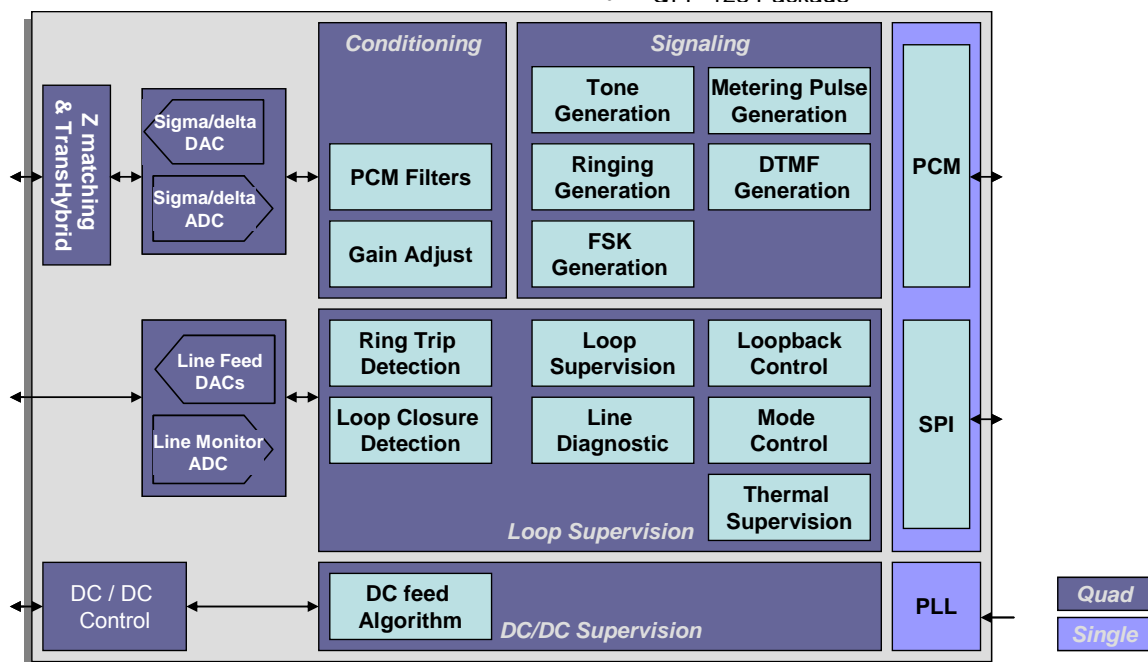 Conditioning
Signaling
Tone
Generation
Metering Pulse
Generation
Z matching
& TransHybrid
Sigma/delta
DAC
Sigma/delta
ADC
PCM Filters
Gain Adjust
Ringing
Generation
DTMF
Generation
FSK
Generation
PCM
Line Feed
DACs
Line Monitor
ADC
Ring Trip
Detection
Loop
Supervision
Loopback
Control
Loop Closure
Detection
Line
Diagnostic
Mode
Control
Thermal
Supervision
Loop Supervision
SPI
DC / DC
Control
DC feed
Algorithm
DC/DC Supervision
PLL
Quad
Single